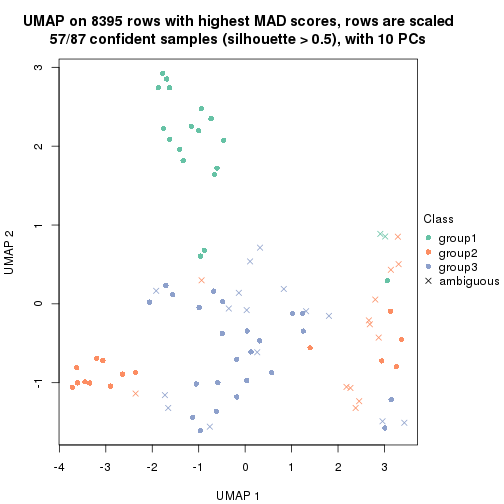 UMAP on 8395 rows with highest MAD scores, rows are scaled
57/87 confident samples (silhouette > 0.5), with 10 PCs
3
2
1
0
-1
UMAP 2
-4
-3
-2
-1
0
1
2
3
UMAP 1
Class
group1
group2
group3
ambiguous